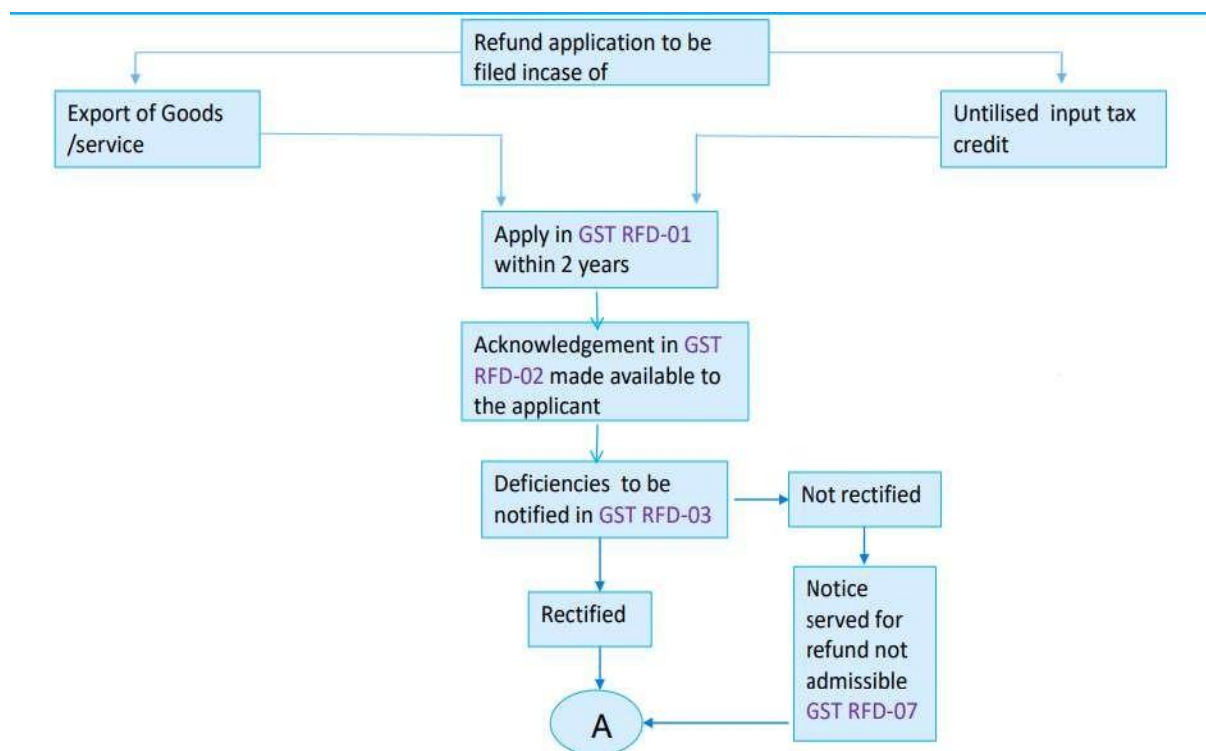 Refund application to be
filed incase of
Export of Goods
/service
Untilised input tax
credit
Apply in GST RFD-01
within 2 years
Acknowledgement in GST
RFD-02 made available to
the applicant
Deficiencies to be
notified in GST RFD-03
Not rectified
Rectified
Notice
served for
refund not
admissible
GST RFD-07
A